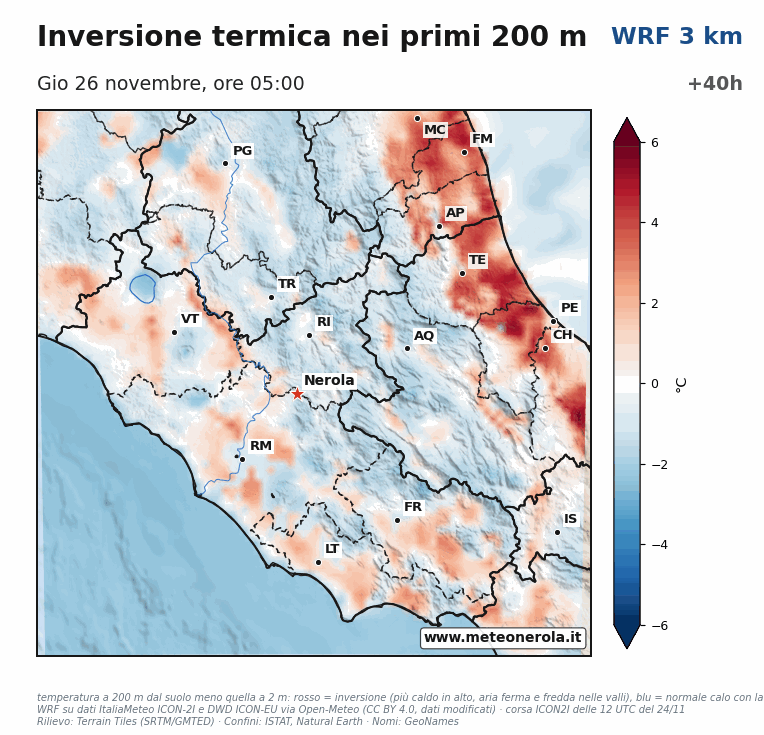 Inversione termica nei primi 200 m WRF 3 km
Gio 26 novembre, ore 05:00 +40h
MC
FM
PG
AP
TE
TR
PE
VT
RI
AQ
CH
Nerola
RM
FR
IS
LT
6
4
2
0
−2
−4
−6
°C
www.meteonerola.it
temperatura a 200 m dal suolo meno quella a 2 m: rosso = inversione (più caldo in alto, aria ferma e fredda nelle valli), blu = normale calo con la
WRF su dati ItaliaMeteo ICON-2I e DWD ICON-EU via Open-Meteo (CC BY 4.0, dati modificati) · corsa ICON2I delle 12 UTC del 24/11
Rilievo: Terrain Tiles (SRTM/GMTED) · Confini: ISTAT, Natural Earth · Nomi: GeoNames